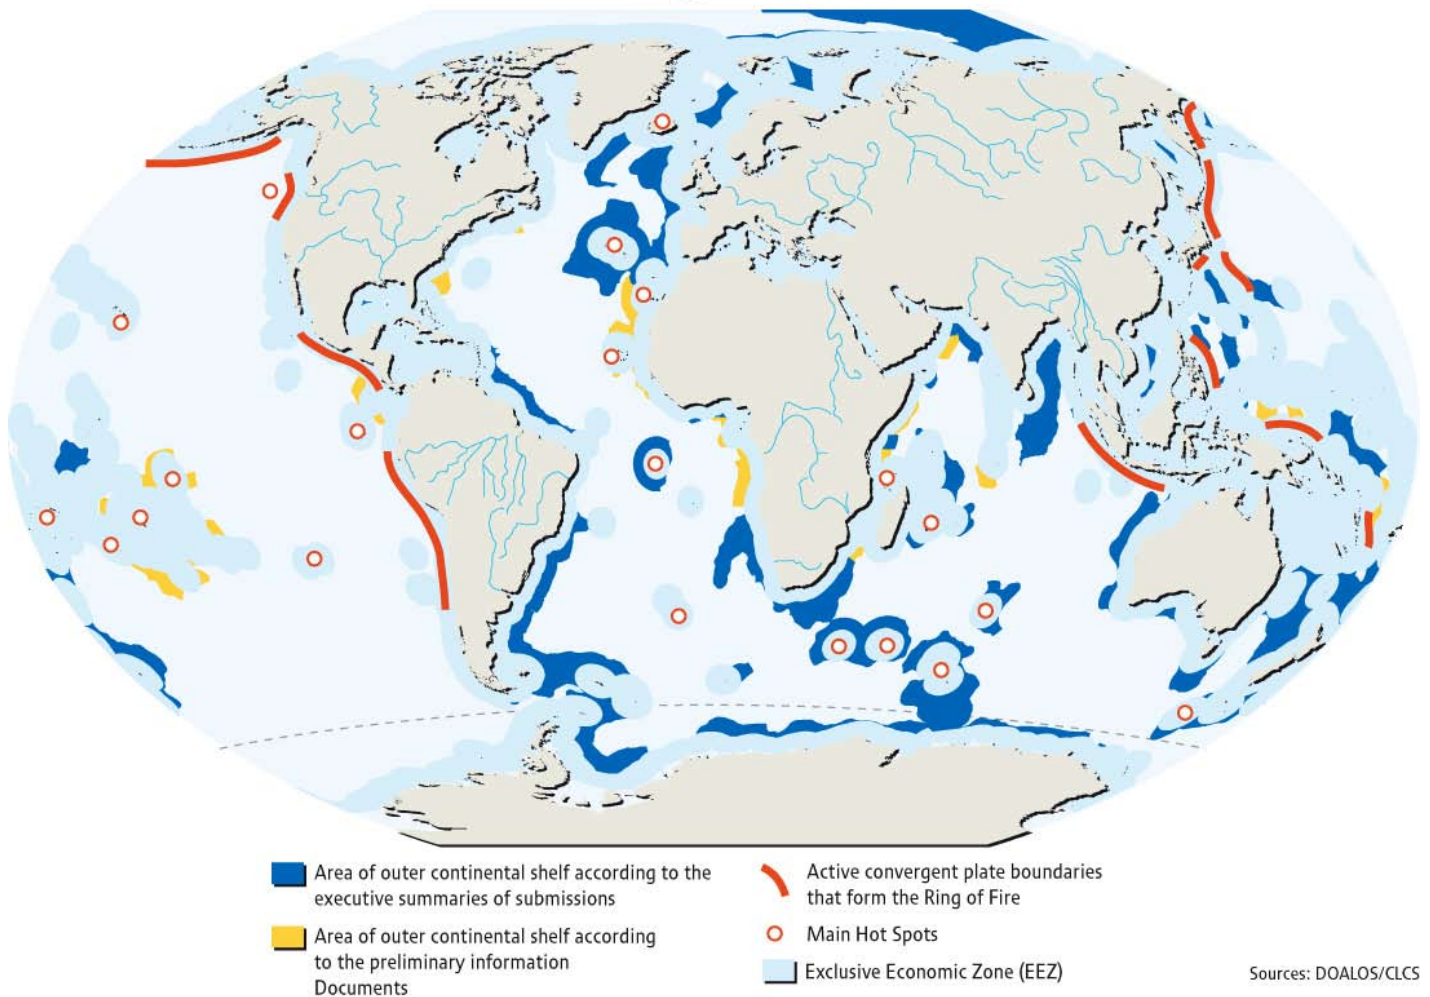 Area of outer continental shelf according to the
executive summaries of submissions
Area of outer continental shelf according
to the preliminary information
Documents
Active convergent plate boundaries
that form the Ring of Fire
Main Hot Spots
Exclusive Economic Zone (EEZ)
Sources: DOALOS/CLCS